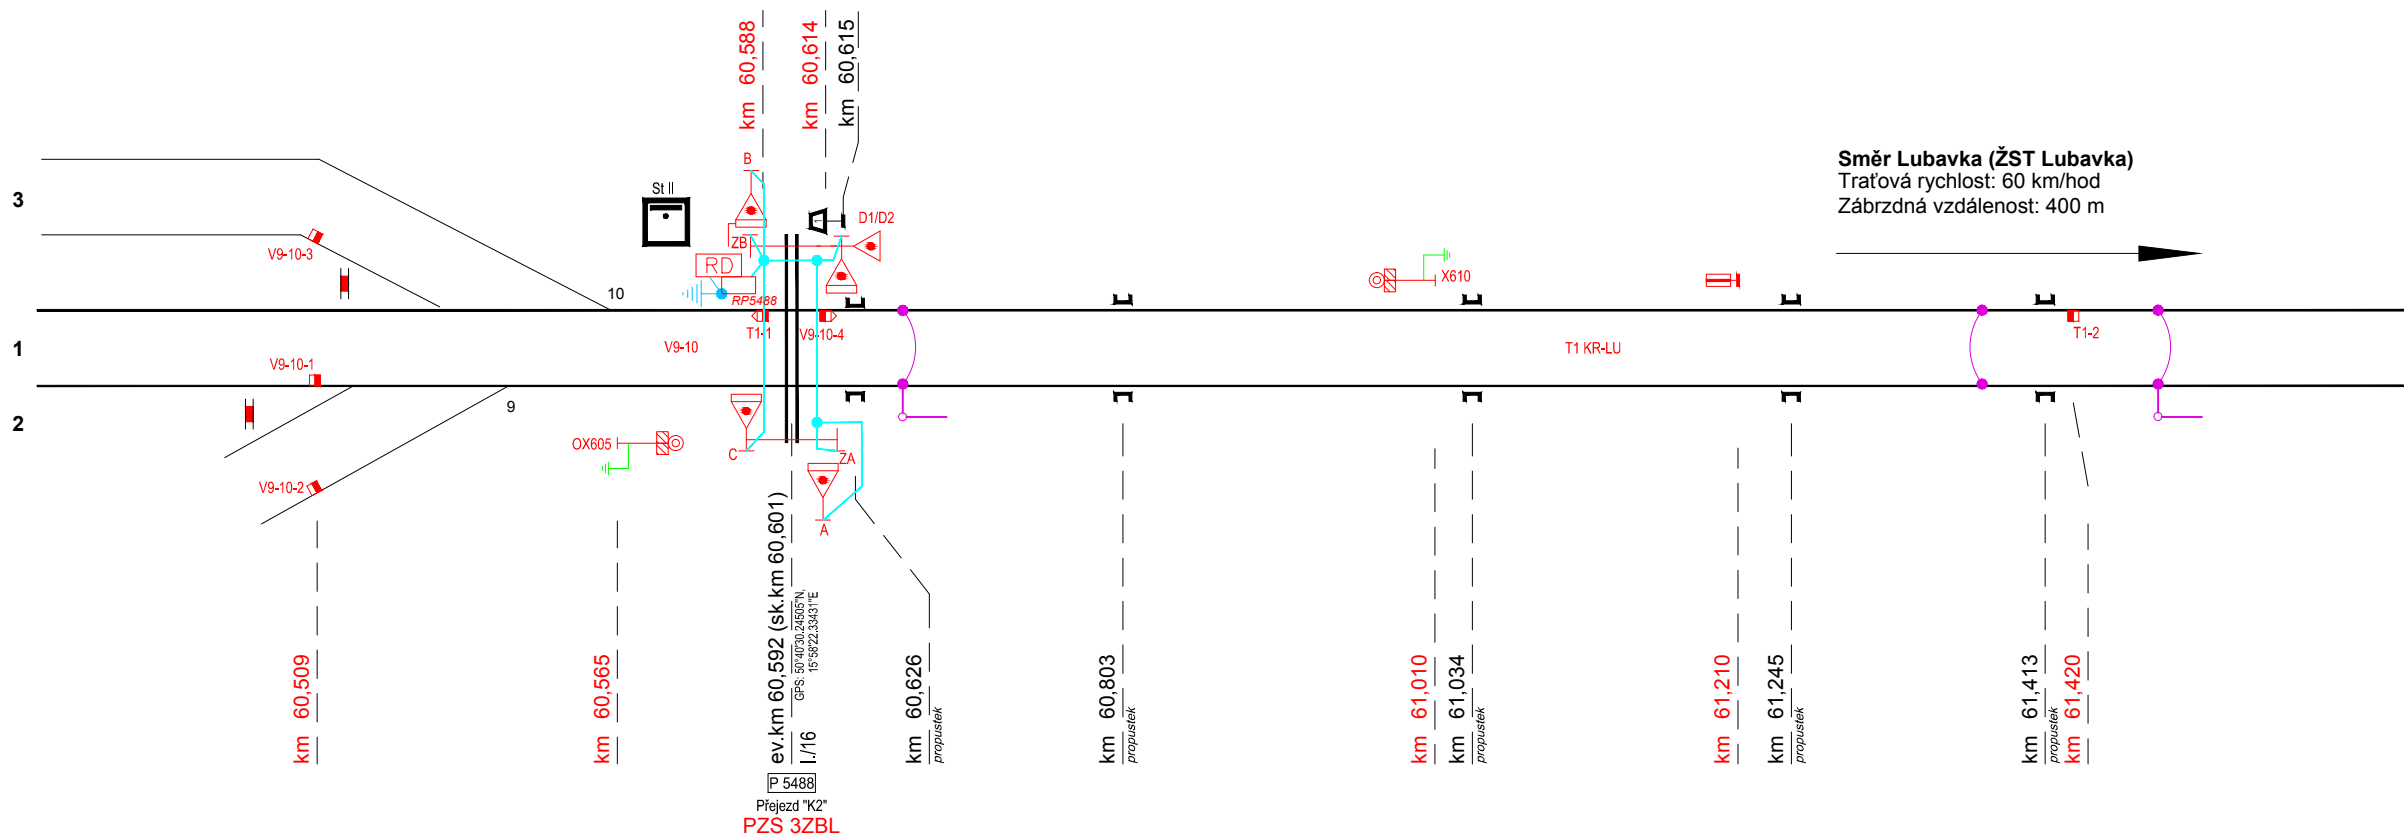 km 60,588
km 60,614
km 60,615
Směr Lubavka (ŽST Lubavka)
Traťová rychlost: 60 km/hod
Zábrzdná vzdálenost: 400 m
B
St II
3
1
D1/D2
V9-10-3
ZB
RD
X610
10
RP5488
T1-1
V9-10-4
T1-2
1
V9-10
T1 KR-LU
V9-10-1
9
2
OX605
C
ZA
V9-10-2
A
km 60,509
km 60,565
ev.km 60,592 (sk.km 60,601)
GPS: 50°40'30.24505"N,
15°58'22.33431"E
I./16
km 60,626
propustek
km 60,803
propustek
km 61,010
km 61,034
propustek
km 61,210
km 61,245
propustek
km 61,413
propustek
km 61,420
P 5488
Přejezd "K2"
PZS 3ZBL